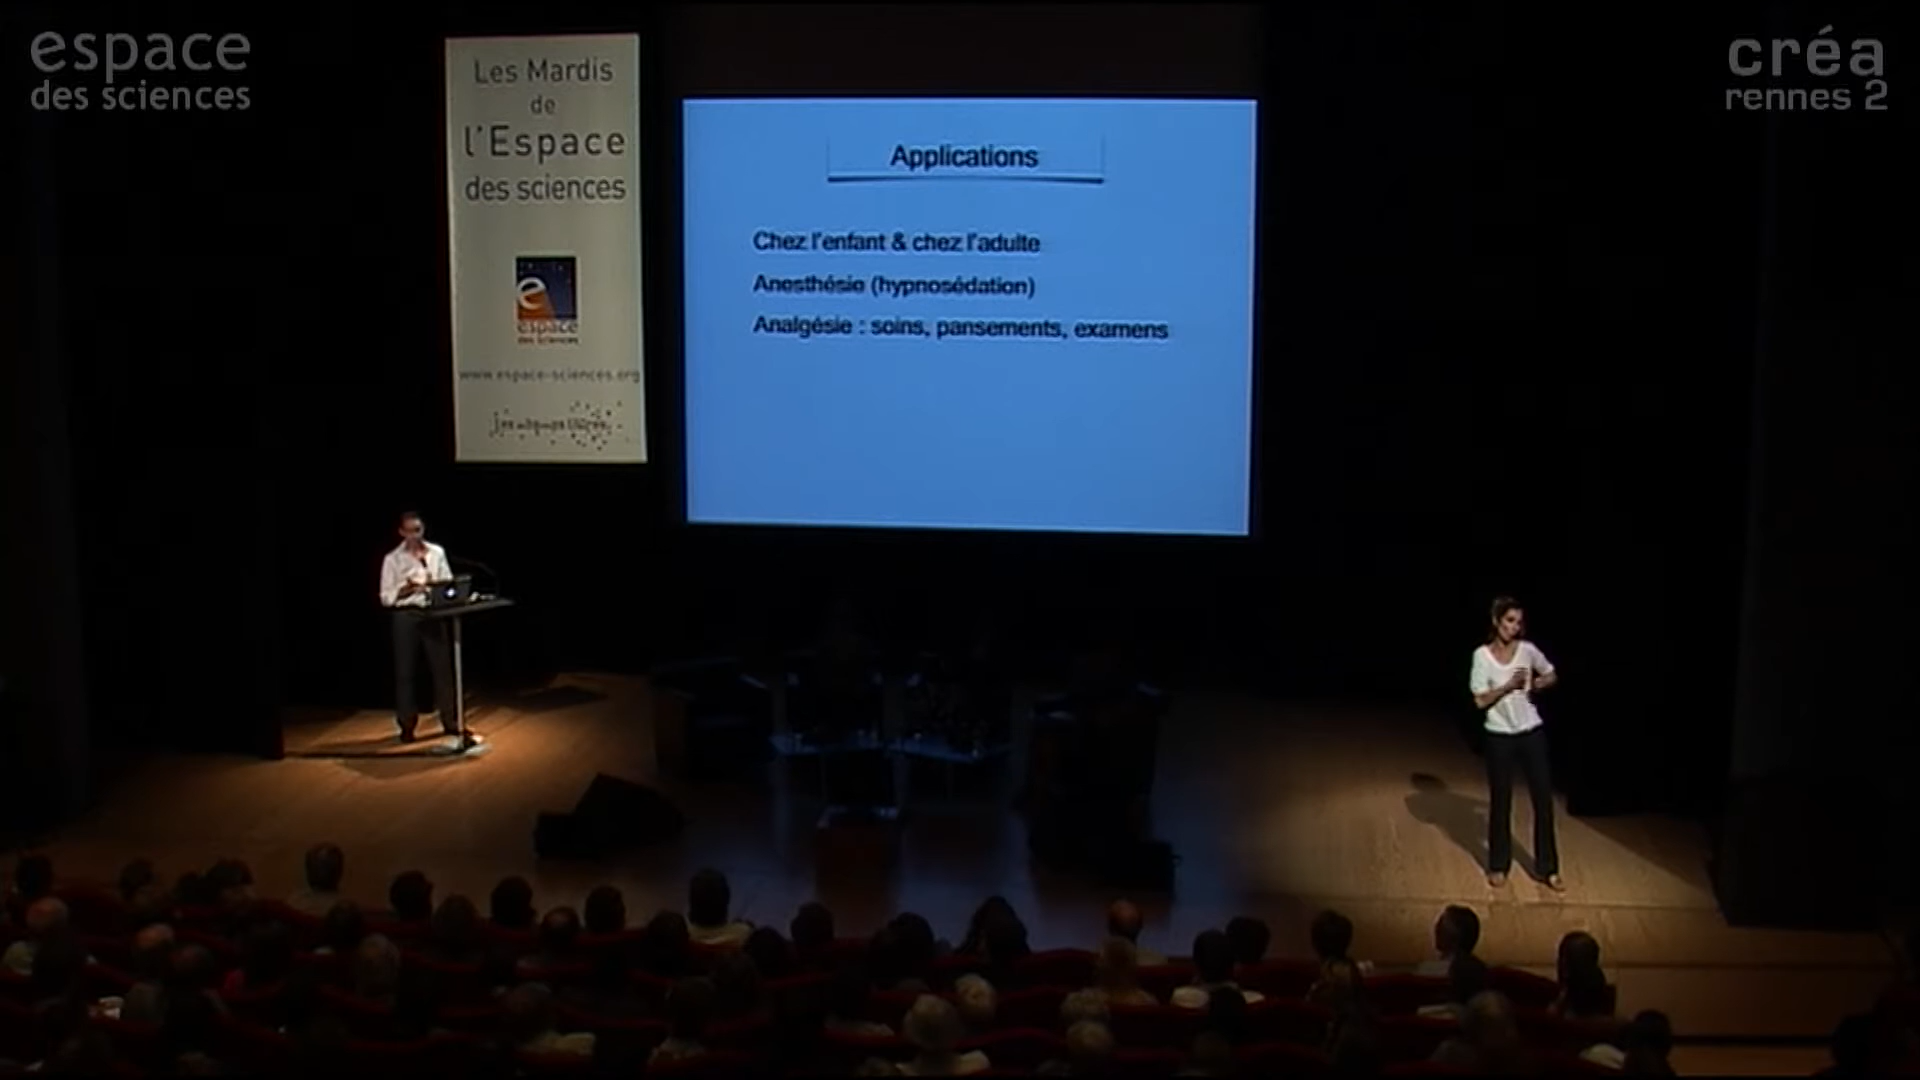 espace
des sciences
créa
rennes 2
Les Mardis
de
l'Espace
des sciences
e
espace
des sciences
www.espace-sciences.org
Applications
Chez l'enfant & chez l'adulte
Anesthésie (hypnosédation)
Analgésie : soins, pansements, examens